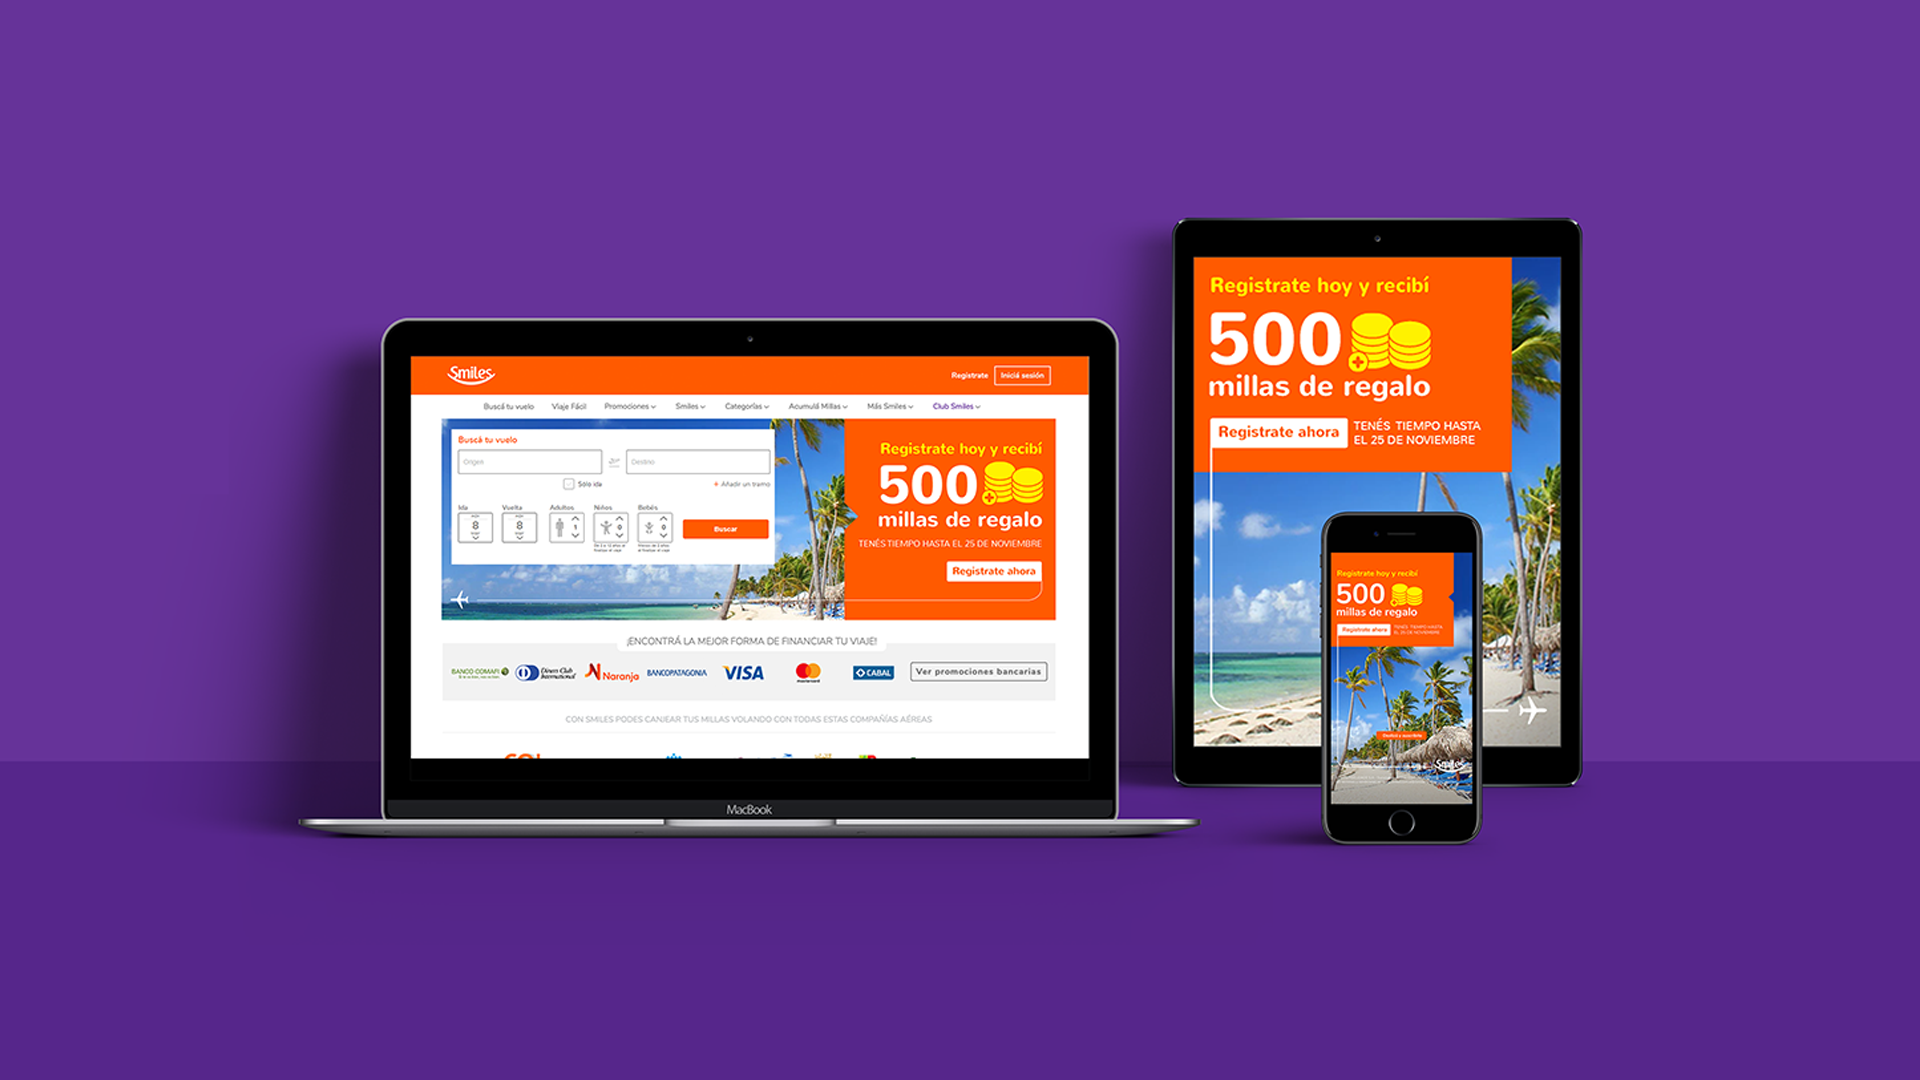 Smiles
Registrate
Iniciá sesión
Buscá tu vuelo
Viaje Fácil
Promociones
Smiles
Categorías
Acumulá Millas
Más Smiles
Club Smiles
Buscá tu vuelo
Origen
Destino
Sólo ida
+ Añadir un tramo
Ida
Vuelta
Adultos
Niños
Bebés
8
8
1
0
0
Buscar
Registrate hoy y recibí
500
millas de regalo
TENÉS TIEMPO HASTA EL 25 DE NOVIEMBRE
Registrate ahora
¡ENCONTRÁ LA MEJOR FORMA DE FINANCIAR TU VIAJE!
BANCO COMAFI
Diners Club
International
Naranja
BANCOPATAGONIA
VISA
mastercard
CABAL
Ver promociones bancarias
CON SMILES PODES CANJEAR TUS MILLAS VOLANDO CON TODAS ESTAS COMPAÑÍAS AÉREAS
MacBook
Registrate hoy y recibí
500
millas de regalo
Registrate ahora
TENÉS TIEMPO HASTA
EL 25 DE NOVIEMBRE
Registrate hoy y recibí
500
millas de regalo
Registrate ahora
TENÉS TIEMPO HASTA
EL 25 DE NOVIEMBRE
Smiles